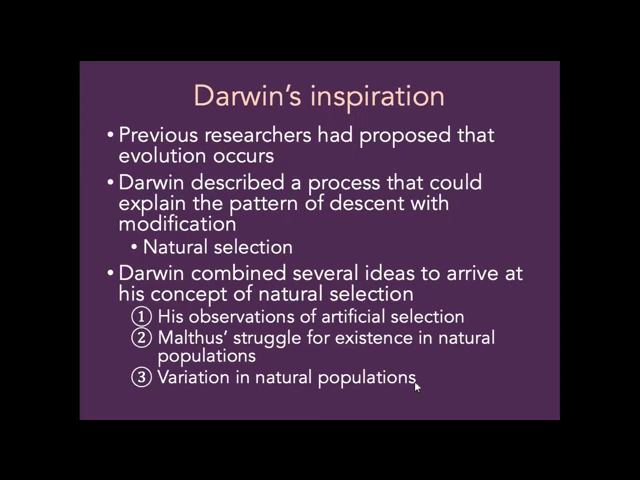 Darwin's inspiration
• Previous researchers had proposed that
evolution occurs
• Darwin described a process that could
explain the pattern of descent with
modification
• Natural selection
• Darwin combined several ideas to arrive at
his concept of natural selection
① His observations of artificial selection
② Malthus' struggle for existence in natural
populations
③ Variation in natural populations